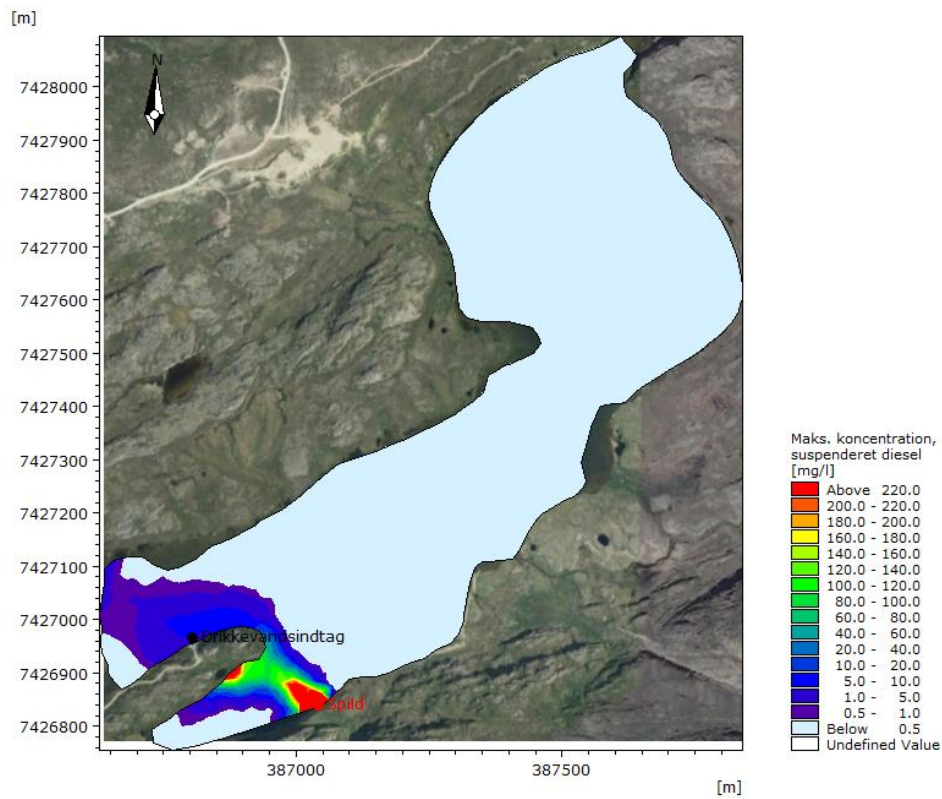 [m]
N
7428000
7427900
7427800
7427700
7427600
7427500
7427400
7427300
7427200
7427100
7427000
7426900
7426800
Drikkevandsindtag
Spild
387000
387500
[m]
Maks. koncentration,
suspenderet diesel
[mg/l]
Above 220.0
200.0 - 220.0
180.0 - 200.0
160.0 - 180.0
140.0 - 160.0
120.0 - 140.0
100.0 - 120.0
80.0 - 100.0
60.0 - 80.0
40.0 - 60.0
20.0 - 40.0
10.0 - 20.0
5.0 - 10.0
1.0 - 5.0
0.5 - 1.0
Below 0.5
Undefined Value